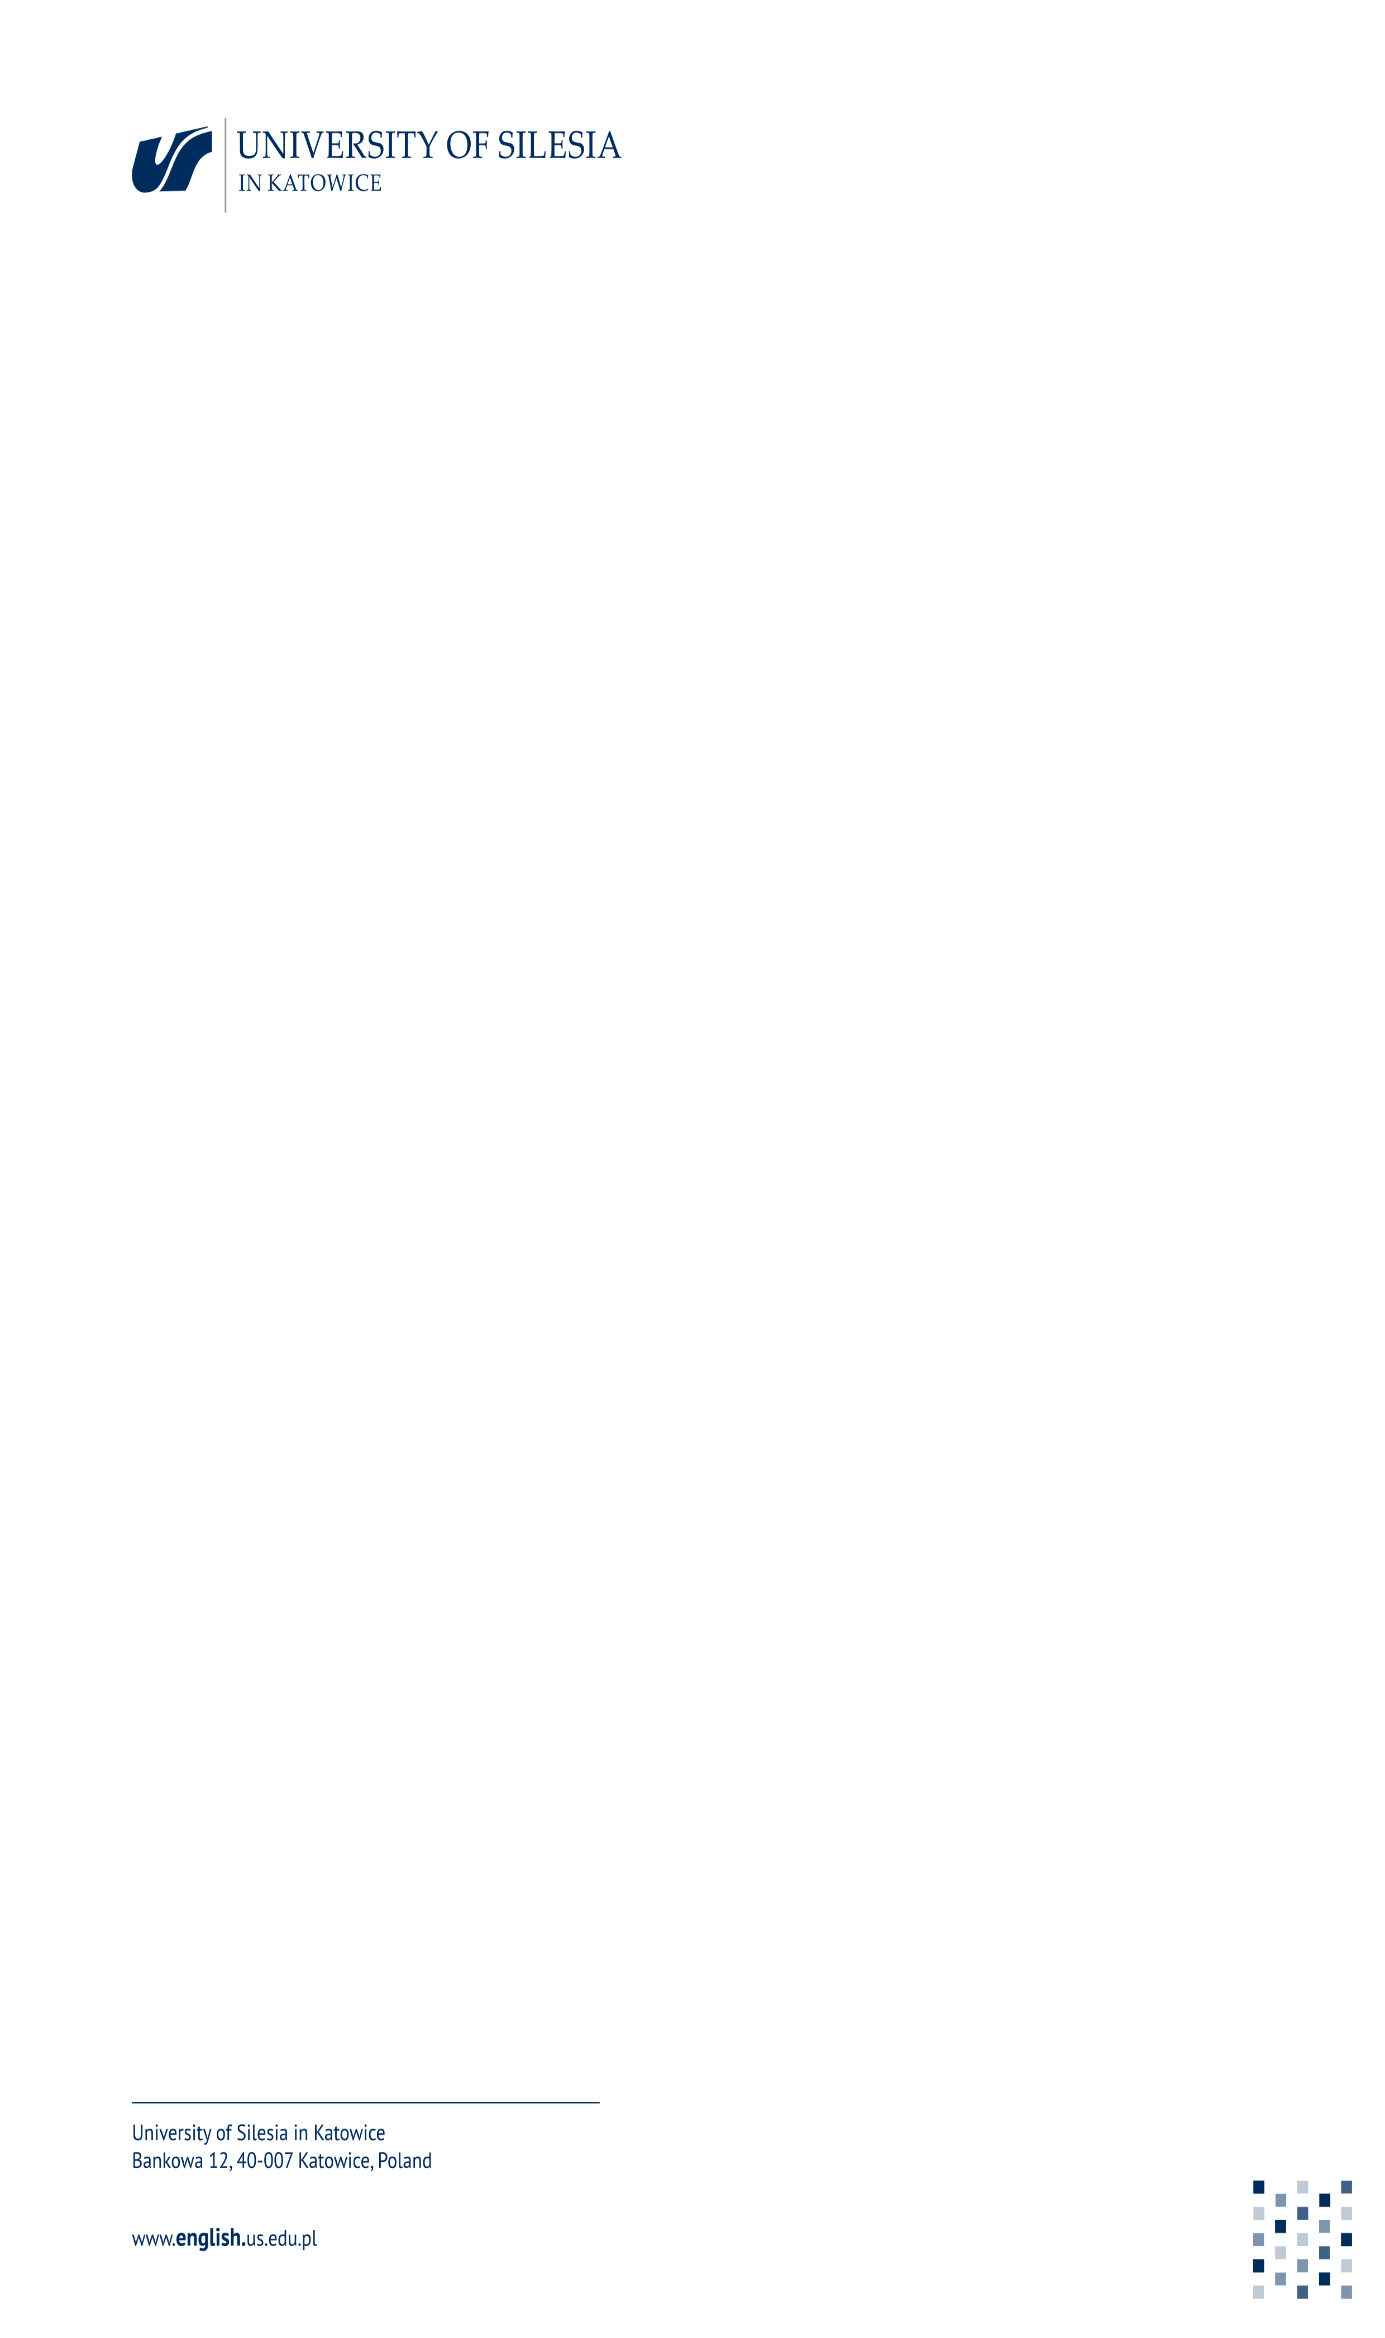 UNIVERSITY OF SILESIA
IN KATOWICE
University of Silesia in Katowice
Bankowa 12, 40-007 Katowice, Poland
www.english.us.edu.pl